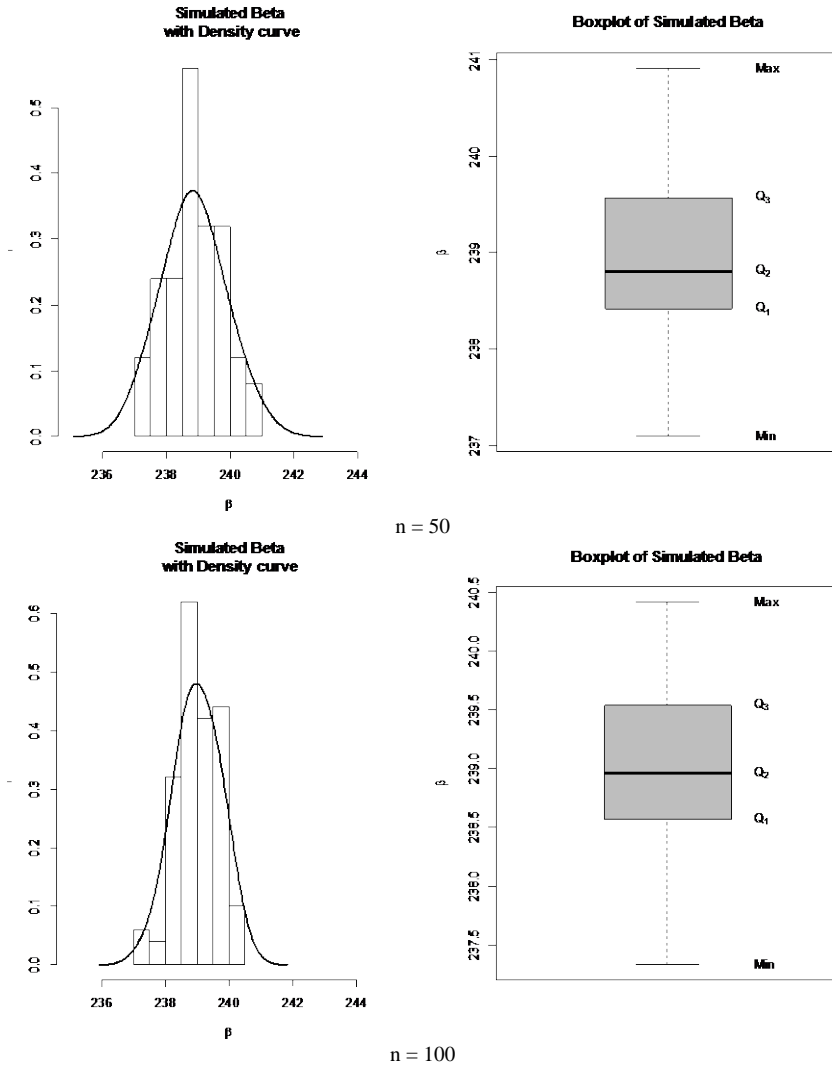 Simulated Beta
with Density curve
0.0 0.1 0.2 0.3 0.4 0.5
236 238 240 242 244
β
Boxplot of Simulated Beta
237 238 239 240 241
β
Max
Q3
Q2
Q1
Min
n = 50
Simulated Beta
with Density curve
0.0 0.1 0.2 0.3 0.4 0.5 0.6
236 238 240 242 244
β
Boxplot of Simulated Beta
237.5 238.0 238.5 239.0 239.5 240.0 240.5
β
Max
Q3
Q2
Q1
Min
n = 100